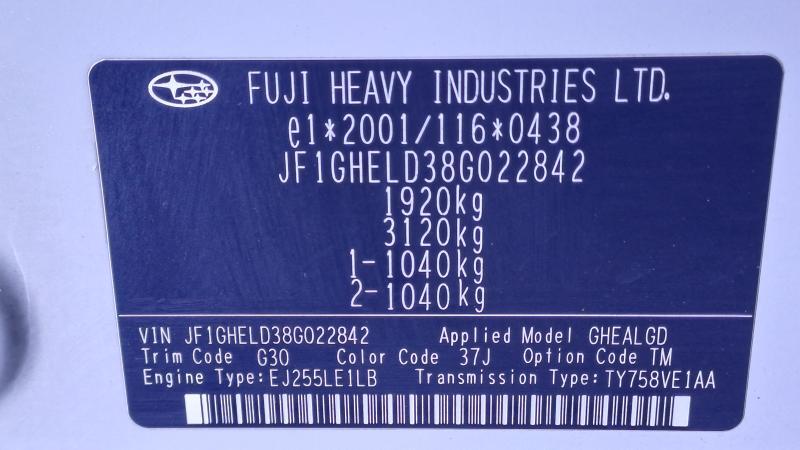 FUJI HEAVY INDUSTRIES LTD.
e1*2001/116*0438
JF1GHELD38G022842
1920kg
3120kg
1-1040kg
2-1040kg
VIN JF1GHELD38G022842 Applied Model GHEALGD
Trim Code G30 Color Code 37J Option Code TM
Engine Type:EJ255LE1LB Transmission Type:TY758VE1AA